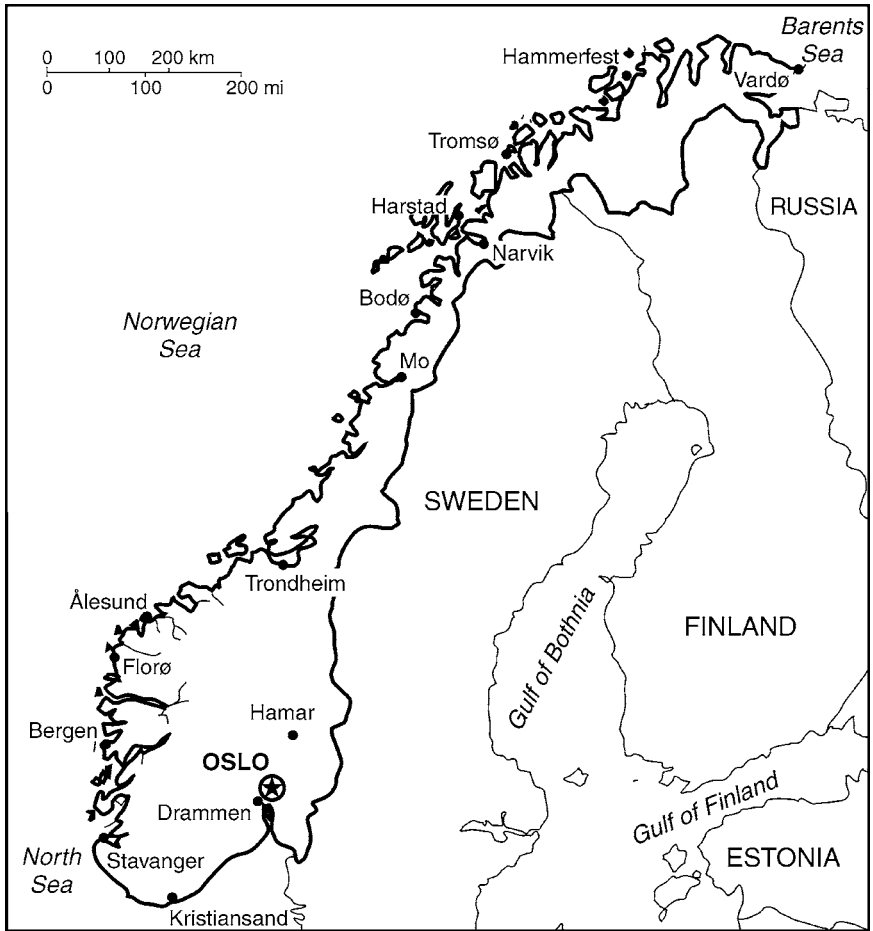 Barents
Sea
0 100 200 km
0 100 200 mi
Hammerfest
Vardø
Tromsø
RUSSIA
Harstad
Narvik
Bodø
Norwegian
Sea
Mo
SWEDEN
Trondheim
Ålesund
Gulf of Bothnia
FINLAND
Florø
Hamar
Bergen
OSLO
Drammen
Gulf of Finland
North
Sea
Stavanger
ESTONIA
Kristiansand